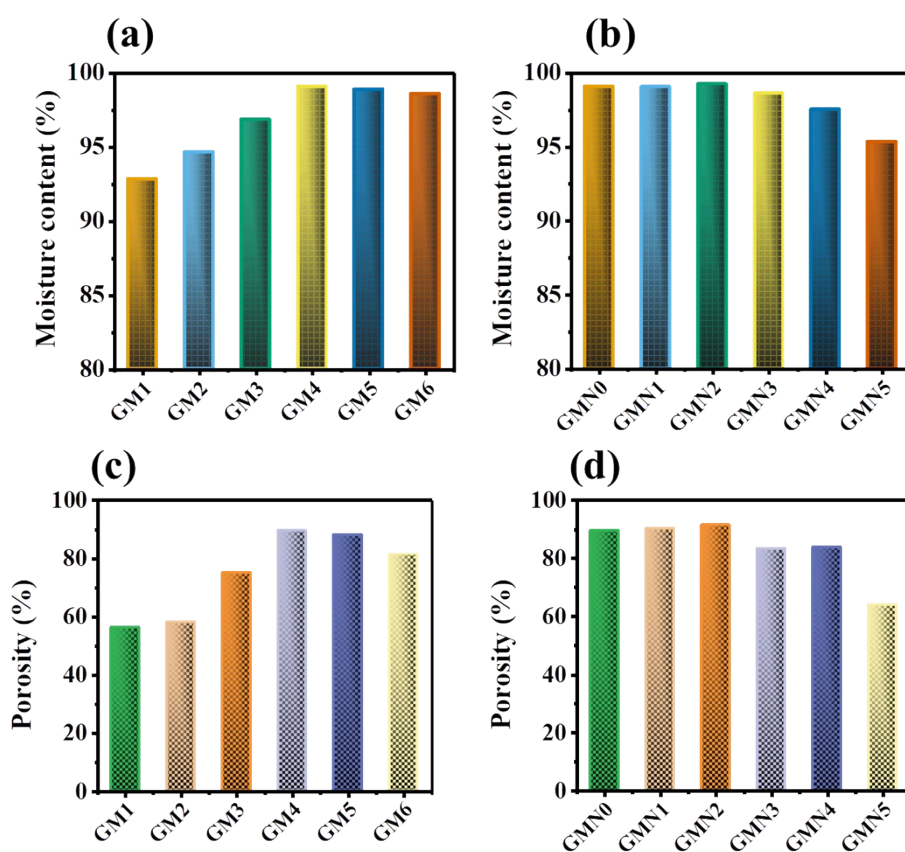 (a)
Moisture content (%)
100
95
90
85
80
GM1
GM2
GM3
GM4
GM5
GM6
(b)
Moisture content (%)
100
95
90
85
80
GMN0
GMN1
GMN2
GMN3
GMN4
GMN5
(c)
Porosity (%)
100
80
60
40
20
0
GM1
GM2
GM3
GM4
GM5
GM6
(d)
Porosity (%)
100
80
60
40
20
0
GMN0
GMN1
GMN2
GMN3
GMN4
GMN5